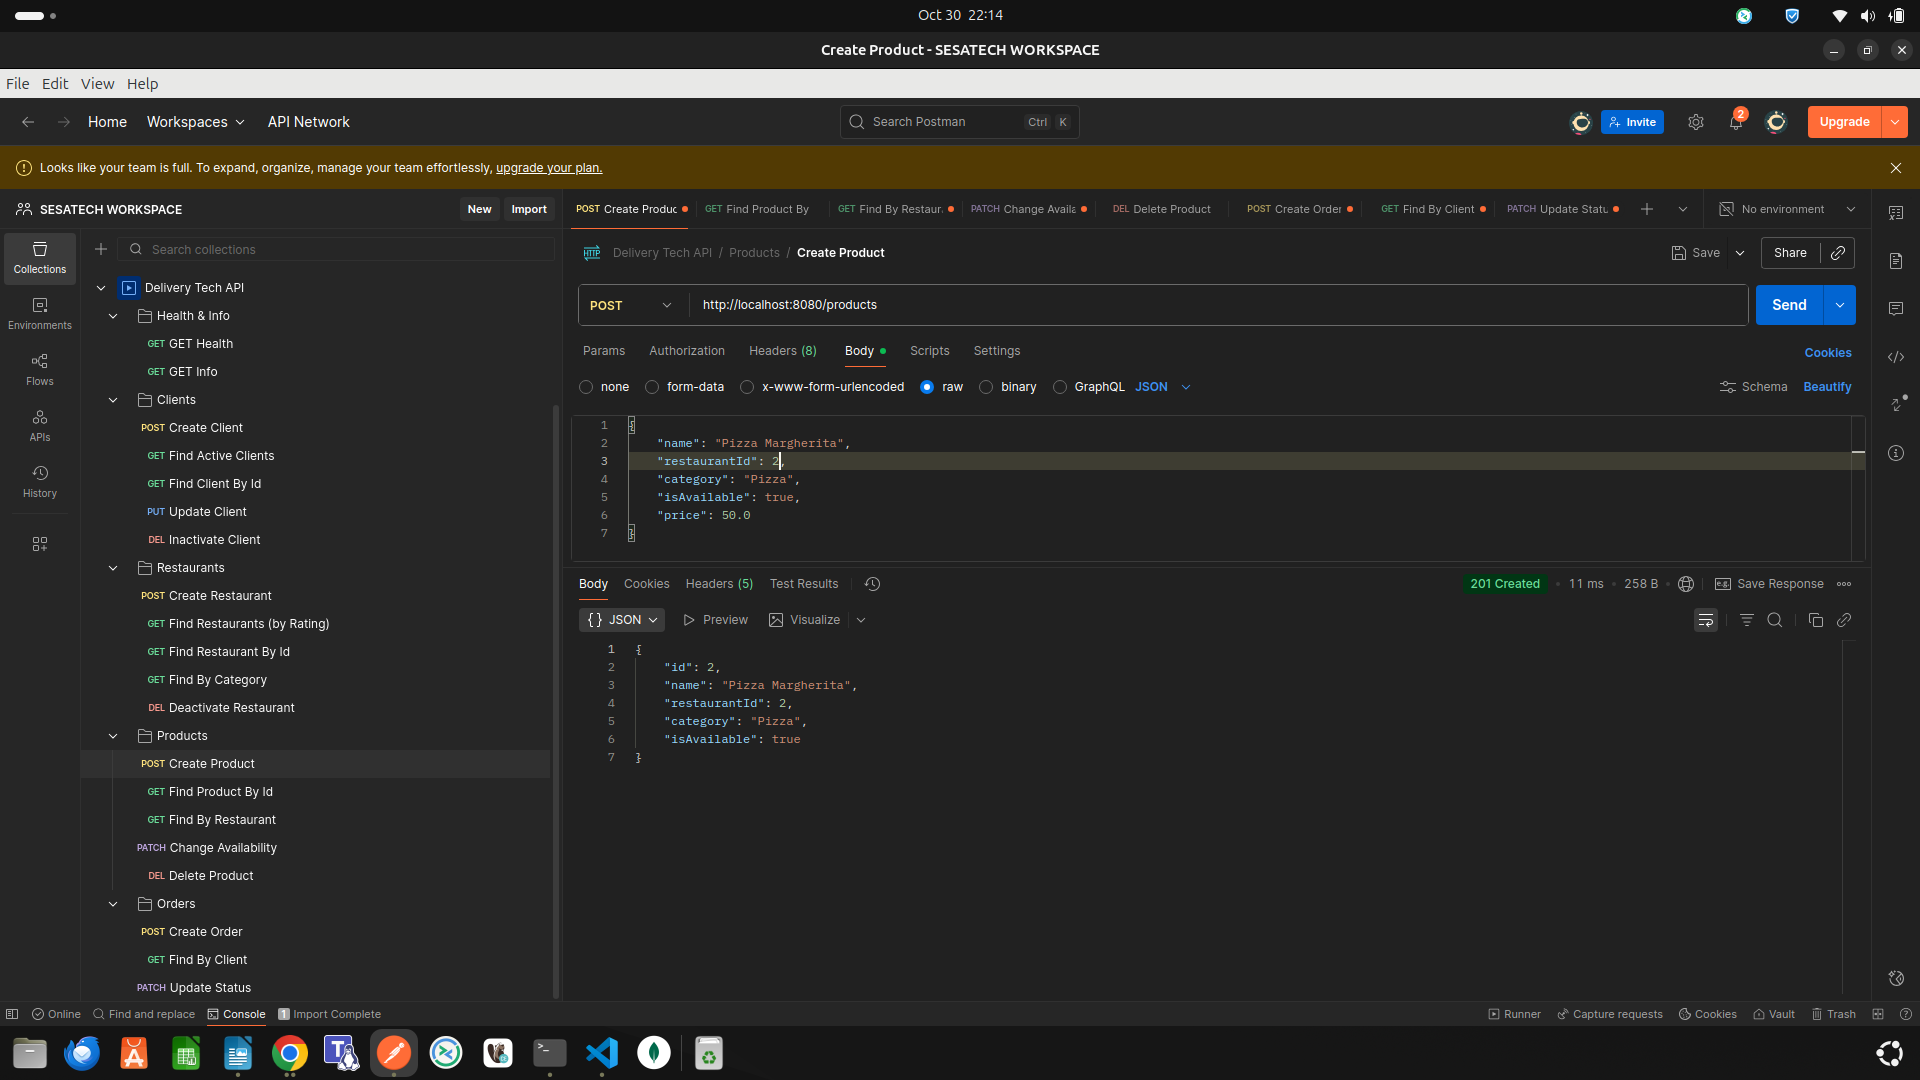 Oct 30 22:14
Create Product - SESATECH WORKSPACE
File Edit View Help
Home Workspaces API Network Search Postman Ctrl K Invite 2 Upgrade
Looks like your team is full. To expand, organize, manage your team effortlessly, upgrade your plan.
SESATECH WORKSPACE New Import
POST Create Produc GET Find Product By GET Find By Restaur PATCH Change Availa DEL Delete Product POST Create Order GET Find By Client PATCH Update Statu No environment
Collections
Environments
Flows
APIs
History
Search collections
Delivery Tech API
Health & Info
GET GET Health
GET GET Info
Clients
POST Create Client
GET Find Active Clients
GET Find Client By Id
PUT Update Client
DEL Inactivate Client
Restaurants
POST Create Restaurant
GET Find Restaurants (by Rating)
GET Find Restaurant By Id
GET Find By Category
DEL Deactivate Restaurant
Products
POST Create Product
GET Find Product By Id
GET Find By Restaurant
PATCH Change Availability
DEL Delete Product
Orders
POST Create Order
GET Find By Client
PATCH Update Status
HTTP Delivery Tech API / Products / Create Product Save Share
POST http://localhost:8080/products Send
Params Authorization Headers (8) Body Scripts Settings Cookies
none form-data x-www-form-urlencoded raw binary GraphQL JSON Schema Beautify
1 {
2 "name": "Pizza Margherita",
3 "restaurantId": 2,
4 "category": "Pizza",
5 "isAvailable": true,
6 "price": 50.0
7 }
Body Cookies Headers (5) Test Results 201 Created 11 ms 258 B e.g. Save Response
{} JSON Preview Visualize
1 {
2 "id": 2,
3 "name": "Pizza Margherita",
4 "restaurantId": 2,
5 "category": "Pizza",
6 "isAvailable": true
7 }
Online Find and replace Console 1 Import Complete Runner Capture requests Cookies Vault Trash